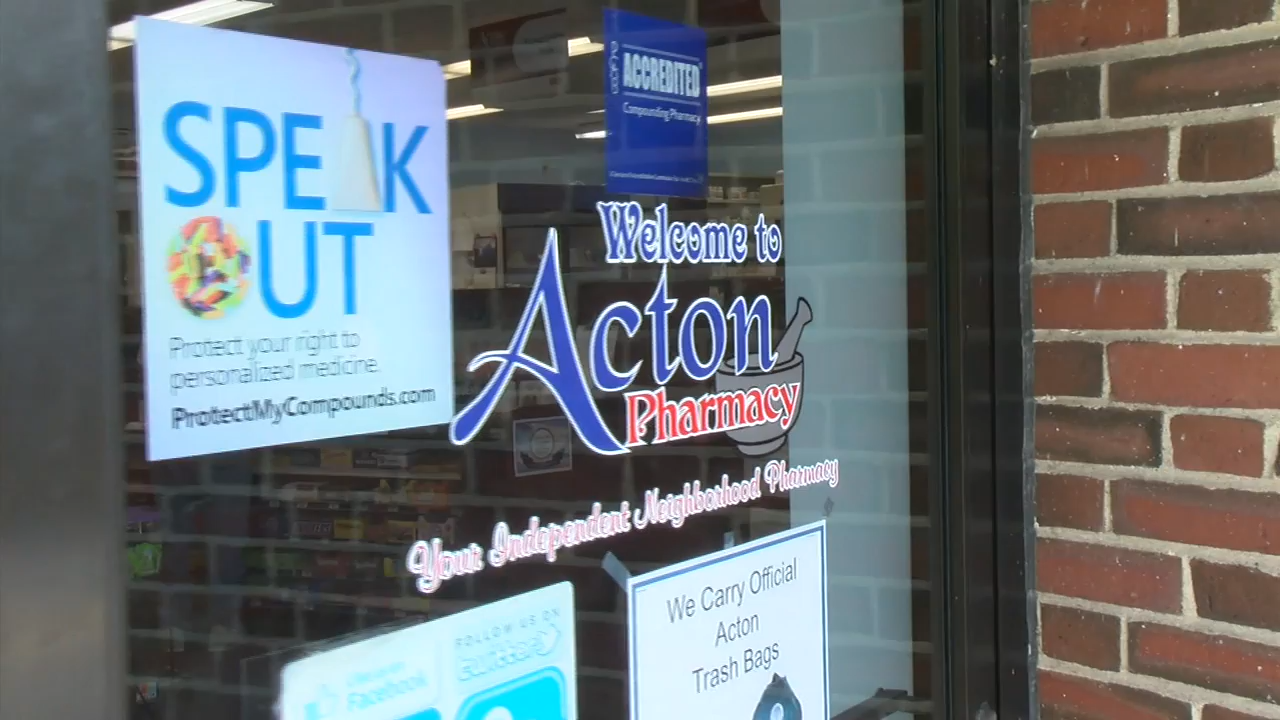 SPEAK
OUT
Protect your right to
personalized medicine.
ProtectMyCompounds.com
ACCREDITED
Compounding Pharmacy
Welcome to
Acton
Pharmacy
Your Independent Neighborhood Pharmacy
Facebook
FOLLOW US ON
We Carry Official
Acton
Trash Bags